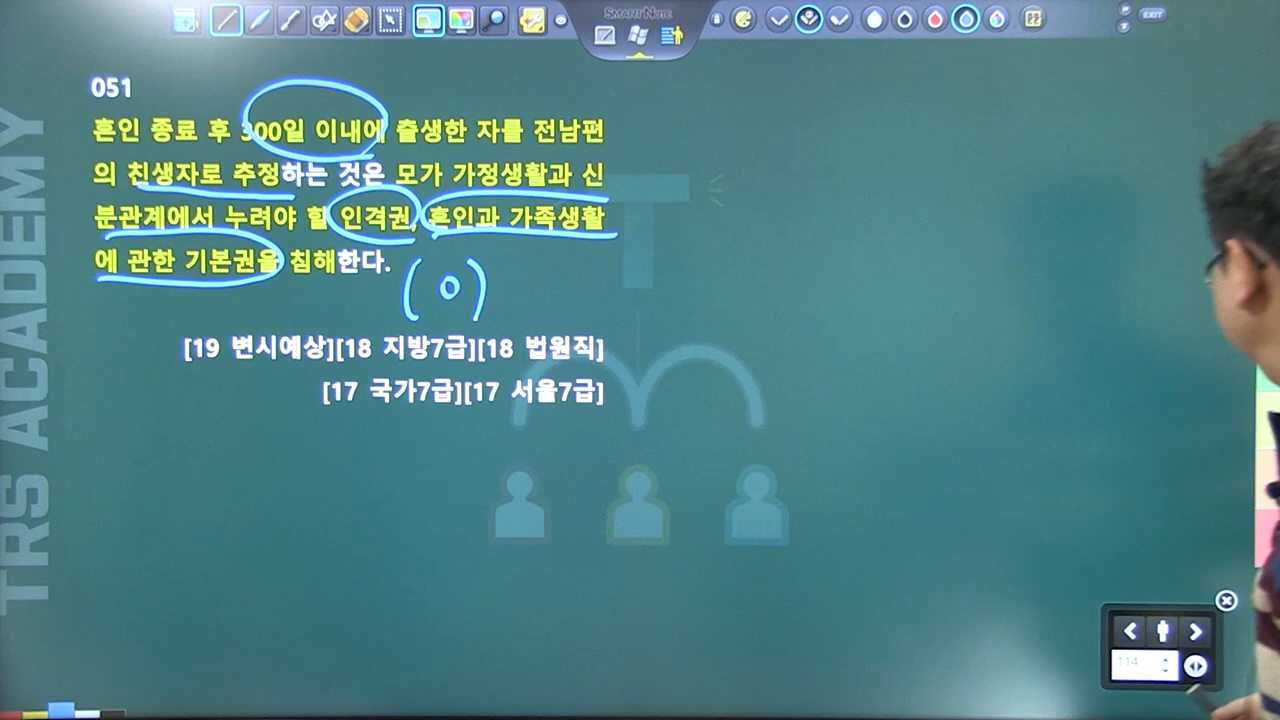 SMARTNOTE
EXIT
051
혼인 종료 후 300일 이내에 출생한 자를 전남편
의 친생자로 추정하는 것은 모가 가정생활과 신
분관계에서 누려야 할 인격권, 혼인과 가족생활
에 관한 기본권을 침해한다.
(O)
[19 변시예상][18 지방7급][18 법원직]
[17 국가7급][17 서울7급]
TRS ACADEMY
114